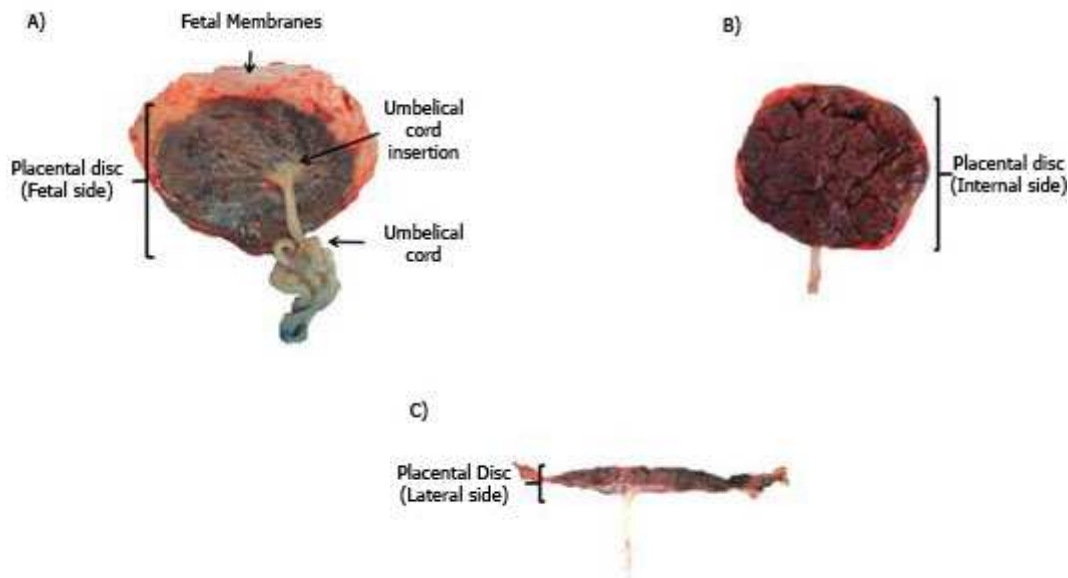 A)
Fetal Membranes
Umbelical
cord
insertion
Placental disc
(Fetal side)
Umbelical
cord
B)
Placental disc
(Internal side)
C)
Placental Disc
(Lateral side)